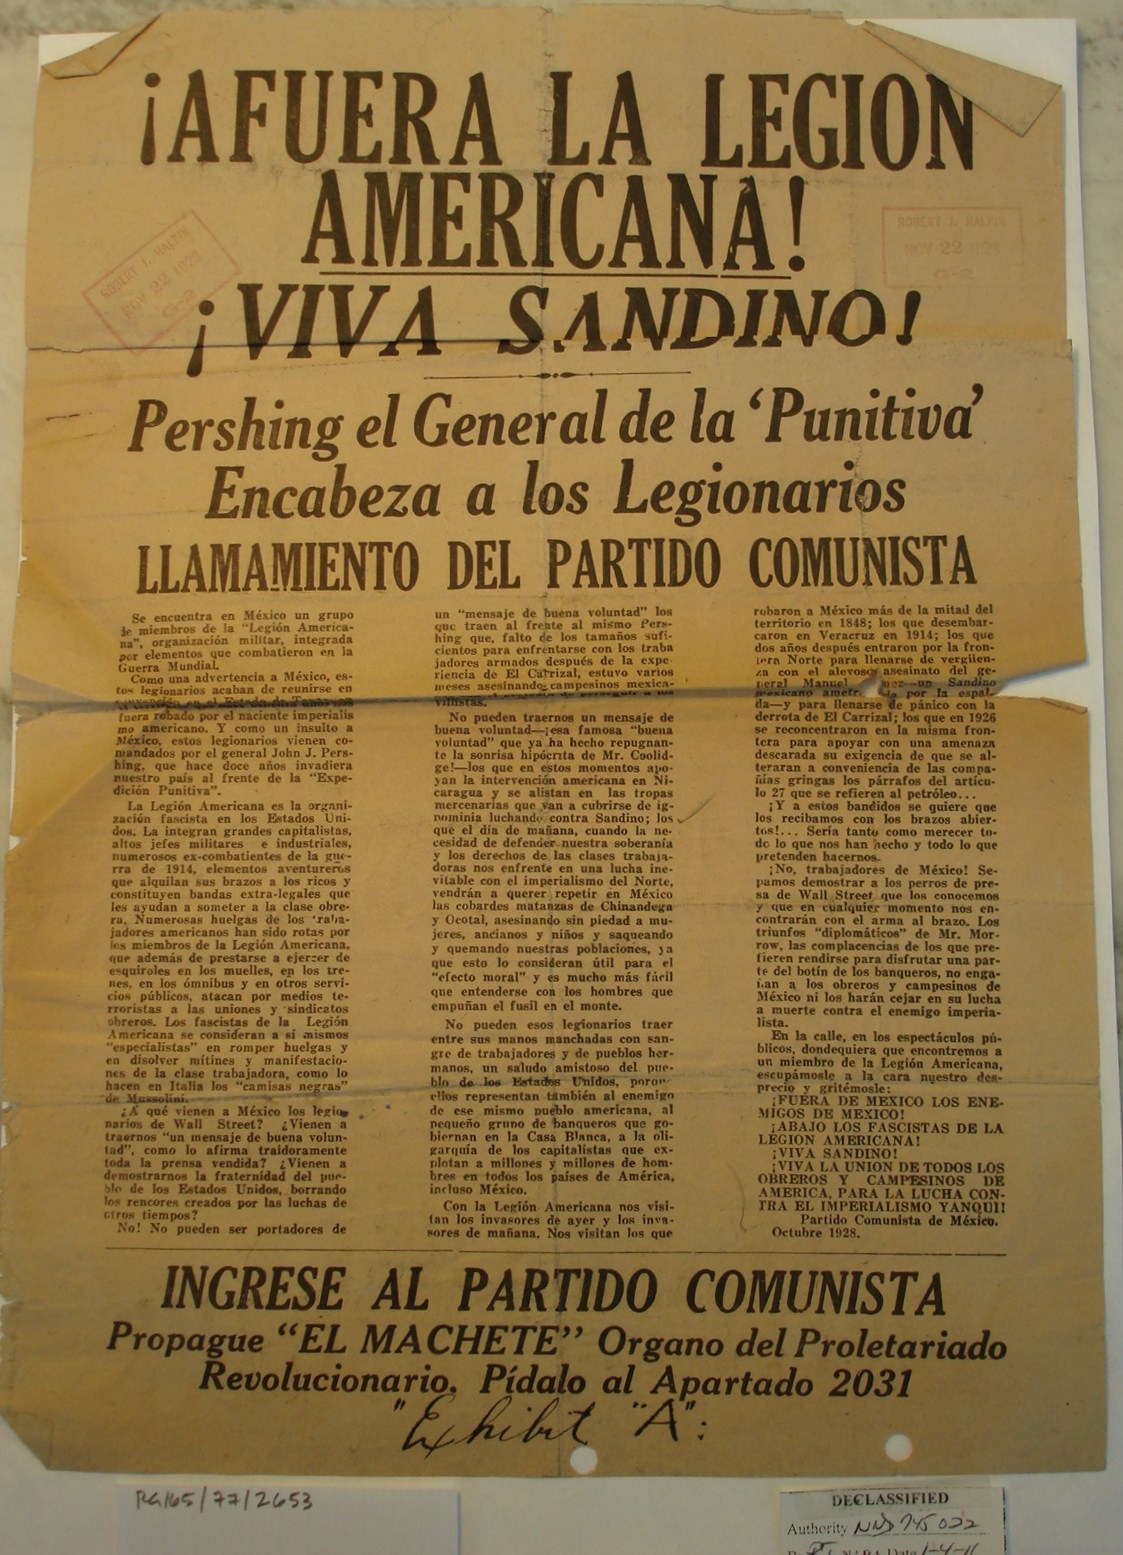 ¡AFUERA LA LEGION
AMERICANA!
ROBERT J. HALPIN
NOV 22 1928
G-2
ROBERT J. HALPIN
NOV 22 1928
G-2
¡VIVA SANDINO!
Pershing el General de la ‘Punitiva’
Encabeza a los Legionarios
LLAMAMIENTO DEL PARTIDO COMUNISTA
Se encuentra en México un grupo
de miembros de la "Legión America-
na", organización militar, integrada
por elementos que combatieron en la
Guerra Mundial.
Como una advertencia a México, es-
tos legionarios acaban de reunirse en
en el Estado de
fuera robado por el naciente imperialis
mo americano. Y como un insulto a
México, estos legionarios vienen co-
mandados por el general John J. Pers-
hing, que hace doce años invadiera
nuestro país al frente de la "Expe-
dición Punitiva".
La Legión Americana es la organi-
zación fascista en los Estados Uni-
dos. La integran grandes capitalistas,
altos jefes militares e industriales,
numerosos ex-combatientes de la gue-
rra de 1914, elementos aventureros
que alquilan sus brazos a los ricos y
constituyen bandas extra-legales que
les ayudan a someter a la clase obre-
ra. Numerosas huelgas de los traba-
jadores americanos han sido rotas por
los miembros de la Legión Americana,
que además de prestarse a ejercer de
esquiroles en los muelles, en los tre-
nes, en los ómnibus y en otros servi-
cios públicos, atacan por medios te-
rroristas a las uniones y sindicatos
obreros. Los fascistas de la Legión
Americana se consideran a sí mismos
"especialistas" en romper huelgas y
en disolver mítines y manifestacio-
nes de la clase trabajadora, como lo
hacen en Italia los "camisas negras"
de Mussolini.
¿A qué vienen a México los legio-
narios de Wall Street? ¿Vienen a
traernos "un mensaje de buena volun-
tad", como lo afirma traidoramente
toda la prensa vendida? ¿Vienen a
demostrarnos la fraternidad del pue-
blo de los Estados Unidos, borrando
los rencores creados por las luchas de
otros tiempos?
No! No pueden ser portadores de
un "mensaje de buena voluntad" los
que traen al frente al mismo Pers-
hing que, falto de los tamaños sufi-
cientes para enfrentarse con los traba
jadores armados después de la expe-
riencia de El Carrizal, estuvo varios
meses asesinando campesinos mexica-
villistas.
No pueden traernos un mensaje de
buena voluntad—¡esa famosa "buena
voluntad" que ya ha hecho repugnan-
te la sonrisa hipócrita de Mr. Coolid-
ge!—los que en estos momentos apo-
yan la intervención americana en Ni-
caragua y se alistan en las tropas
mercenarias que van a cubrirse de ig-
nominia luchando contra Sandino; los
que el día de mañana, cuando la ne-
cesidad de defender nuestra soberanía
y los derechos de las clases trabaja-
doras nos enfrente en una lucha ine-
vitable con el imperialismo del Norte,
vendrán a querer repetir en México
las cobardes matanzas de Chinandega
y Ocotal, asesinando sin piedad a mu-
jeres, ancianos y niños y saqueando
y quemando nuestras poblaciones, ya
que esto lo consideran útil para el
"efecto moral" y es mucho más fácil
que entenderse con los hombres que
empuñan el fusil en el monte.
No pueden esos legionarios traer
entre sus manos manchadas con san-
gre de trabajadores y de pueblos her-
manos, un saludo amistoso del pue-
blo de los Estados Unidos, porque
ellos representan también al enemigo
de ese mismo pueblo americana, al
pequeño grupo de banqueros que go-
biernan en la Casa Blanca, a la oli-
garquía de los capitalistas que ex-
plotan a millones y millones de hom-
bres en todos los países de América,
incluso México.
Con la Legión Americana nos visi-
tan los invasores de ayer y los inva-
sores de mañana. Nos visitan los que
robaron a México más de la mitad del
territorio en 1848; los que desembar-
caron en Veracruz en 1914; los que
dos años después entraron por la fron-
tera Norte para llenarse de vergüen-
za con el alevoso asesinato del ge-
neral Manuel un Sandino
mexicano por la espal-
da—y para llenarse de pánico con la
derrota de El Carrizal; los que en 1926
se reconcentraron en la misma fron-
tera para apoyar con una amenaza
descarada su exigencia de que se al-
teraran a conveniencia de las compa-
ñías gringas los párrafos del artícu-
lo 27 que se refieren al petróleo...
¡Y a estos bandidos se quiere que
los recibamos con los brazos abier-
tos!... Sería tanto como merecer to-
do lo que nos han hecho y todo lo que
pretenden hacernos.
¡No, trabajadores de México! Se-
pamos demostrar a los perros de pre-
sa de Wall Street que los conocemos
y que en cualquier momento nos en-
contrarán con el arma al brazo. Los
triunfos "diplomáticos" de Mr. Mor-
row, las complacencias de los que pre-
fieren rendirse para disfrutar una par-
te del botín de los banqueros, no enga-
ñan a los obreros y campesinos de
México ni los harán cejar en su lucha
a muerte contra el enemigo imperia-
lista.
En la calle, en los espectáculos pú-
blicos, dondequiera que encontremos a
un miembro de la Legión Americana,
escupámosle a la cara nuestro des-
precio y gritémosle:
¡FUERA DE MEXICO LOS ENE-
MIGOS DE MEXICO!
¡ABAJO LOS FASCISTAS DE LA
LEGION AMERICANA!
¡VIVA SANDINO!
¡VIVA LA UNION DE TODOS LOS
OBREROS Y CAMPESINOS DE
AMERICA, PARA LA LUCHA CON-
TRA EL IMPERIALISMO YANQUI!
Partido Comunista de México.
Octubre 1928.
INGRESE AL PARTIDO COMUNISTA
Propague "EL MACHETE" Organo del Proletariado
Revolucionario. Pídalo al Apartado 2031
"Exhibit "A":
RG165/77/2653
DECLASSIFIED
Authority NND 745 022